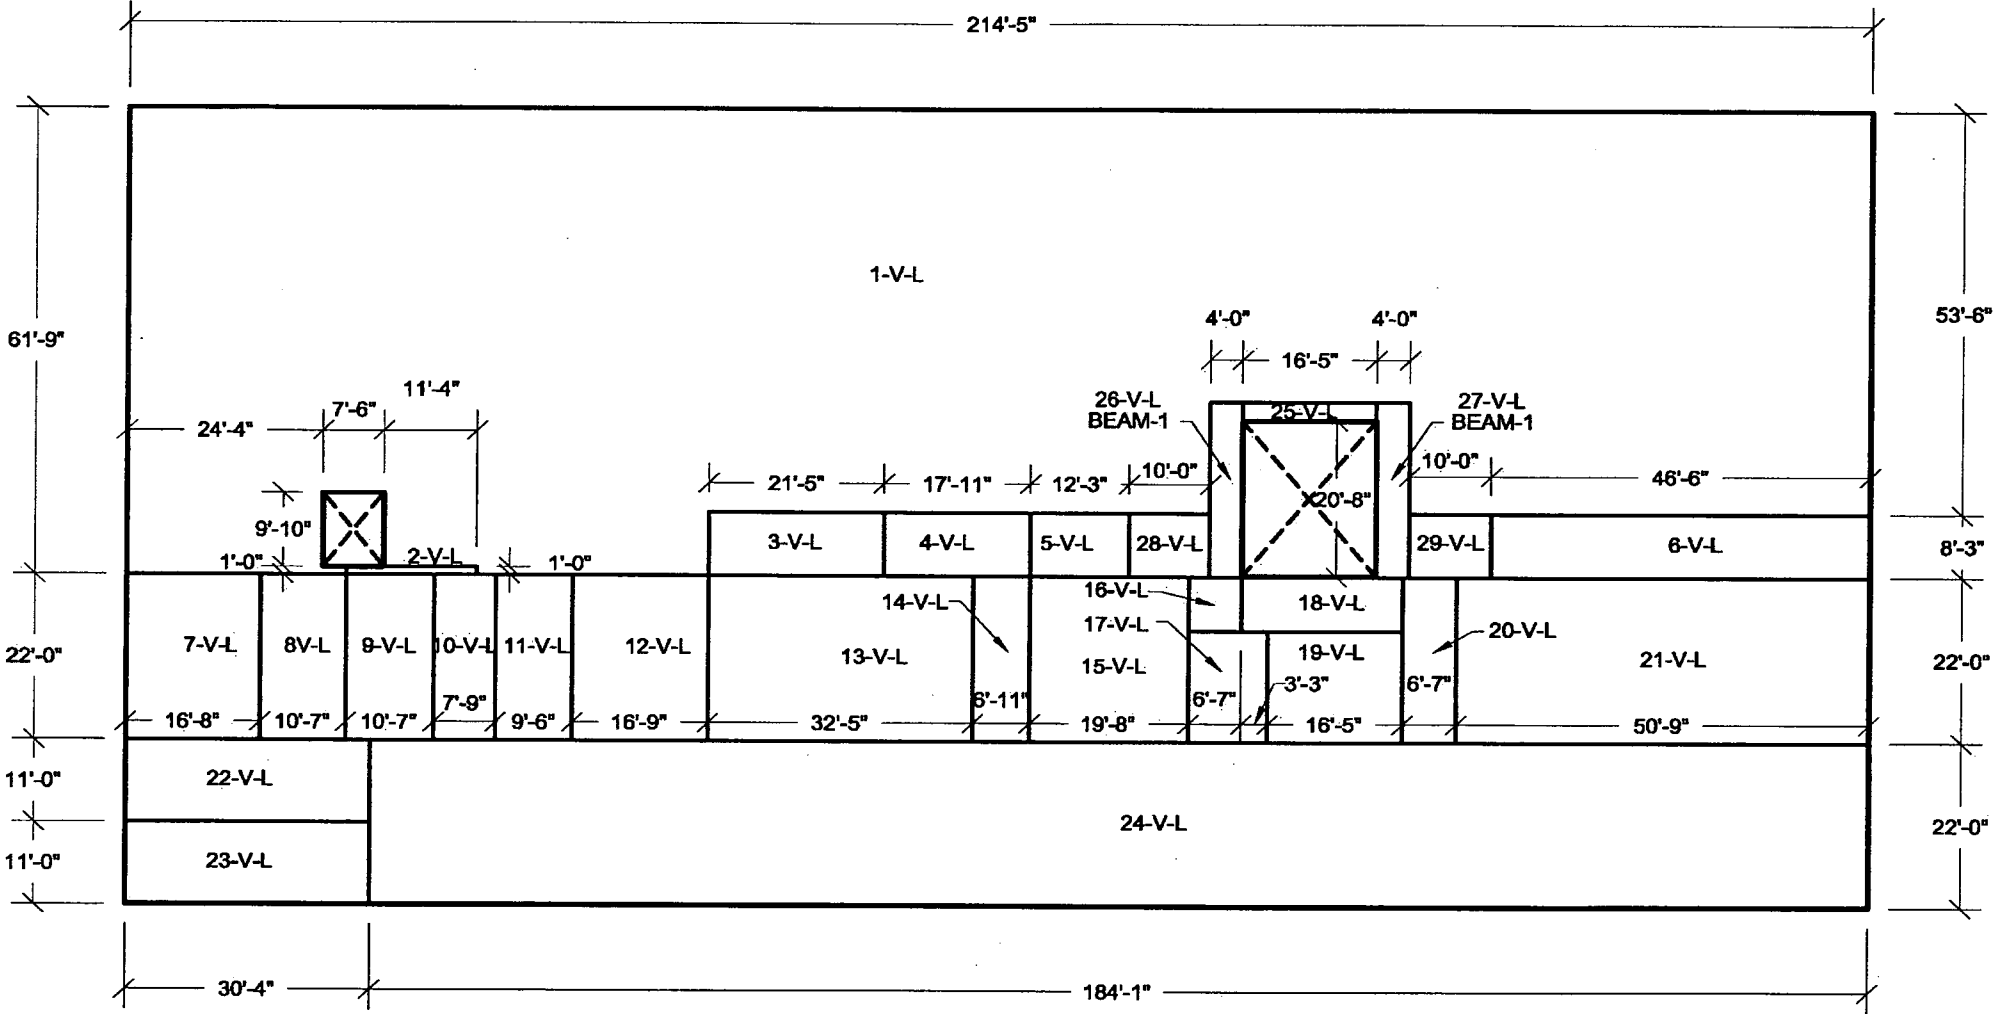 214'-5"
1-V-L
61'-9"
53'-6"
4'-0"
4'-0"
16'-5"
11'-4"
7'-6"
24'-4"
26-V-L
BEAM-1
25-V-L
27-V-L
BEAM-1
21'-5"
17'-11"
12'-3"
10'-0"
20'-8"
10'-0"
46'-6"
9'-10"
1'-0"
2-V-L
1'-0"
3-V-L
4-V-L
5-V-L
28-V-L
29-V-L
6-V-L
8'-3"
22'-0"
7-V-L
8V-L
9-V-L
10-V-L
11-V-L
12-V-L
13-V-L
14-V-L
15-V-L
16-V-L
17-V-L
18-V-L
19-V-L
20-V-L
21-V-L
22'-0"
16'-8"
10'-7"
10'-7"
7'-9"
9'-6"
16'-9"
32'-5"
6'-11"
19'-8"
6'-7"
3'-3"
16'-5"
6'-7"
50'-9"
11'-0"
22-V-L
11'-0"
23-V-L
24-V-L
22'-0"
30'-4"
184'-1"